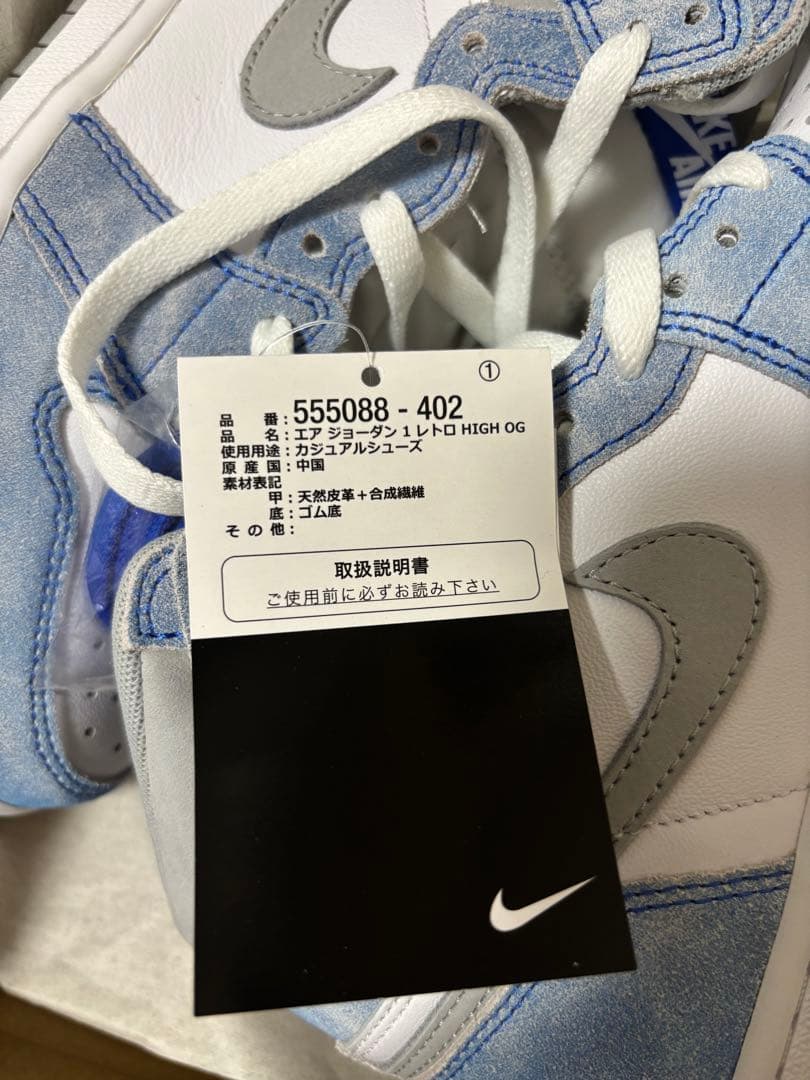 KE
AIR
①
品 番：555088 - 402
品 名：エア ジョーダン 1 レトロ HIGH OG
使用用途：カジュアルシューズ
原 産 国：中国
素材表記
甲：天然皮革＋合成繊維
底：ゴム底
そ の 他：
取扱説明書
ご使用前に必ずお読み下さい